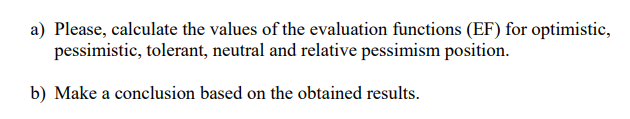 a) Please, calculate the values of the evaluation functions (EF) for optimistic,
pessimistic, tolerant, neutral and relative pessimism position.
b) Make a conclusion based on the obtained results.